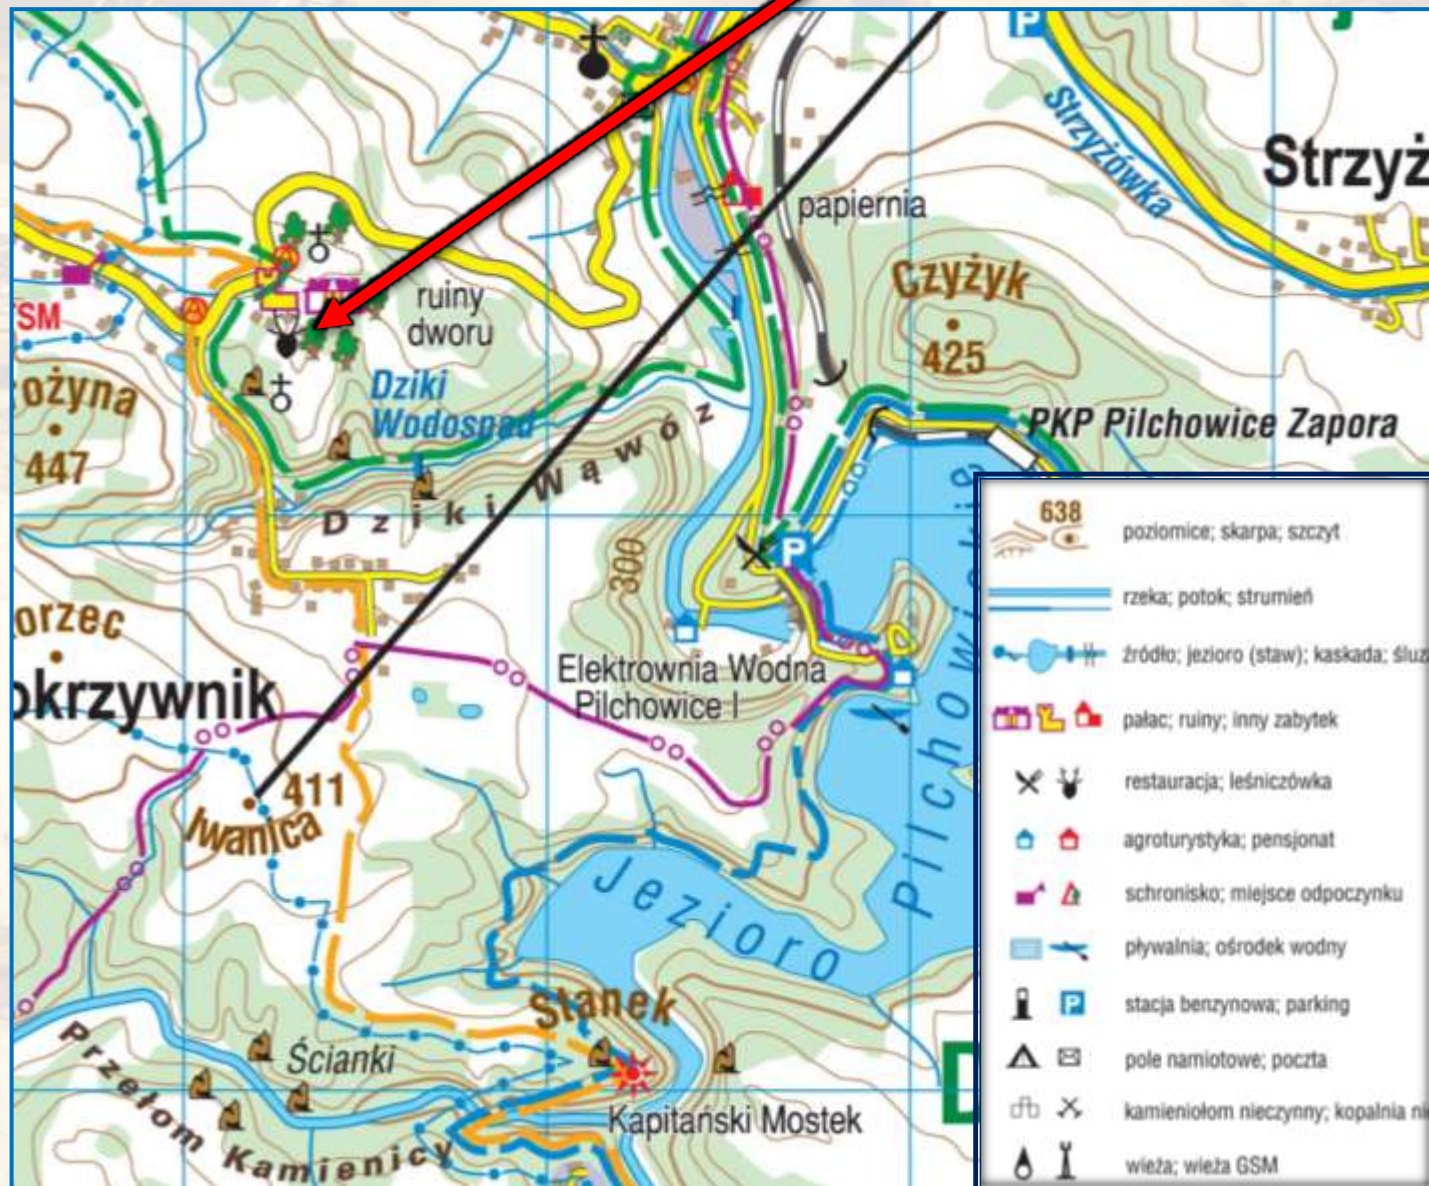 P
Strzyżówka
Strzyż
papiernia
Czyżyk
425
ruiny
dworu
SM
Dziki
Wodospad
ożyna
447
PKP Pilchowice Zapora
Dziki Wąwóz
P
300
orzec
okrzywnik
Elektrownia Wodna
Pilchowice I
411
Iwanica
Jezioro
Pilchowickie
Stanek
Ścianki
Kapitański Mostek
Przełom Kamienicy
D
638
poziomice; skarpa; szczyt
rzeka; potok; strumień
źródło; jezioro (staw); kaskada; śluza
pałac; ruiny; inny zabytek
restauracja; leśniczówka
agroturystyka; pensjonat
schronisko; miejsce odpoczynku
pływalnia; ośrodek wodny
P
stacja benzynowa; parking
pole namiotowe; poczta
kamieniołom nieczynny; kopalnia ni
wieża; wieża GSM